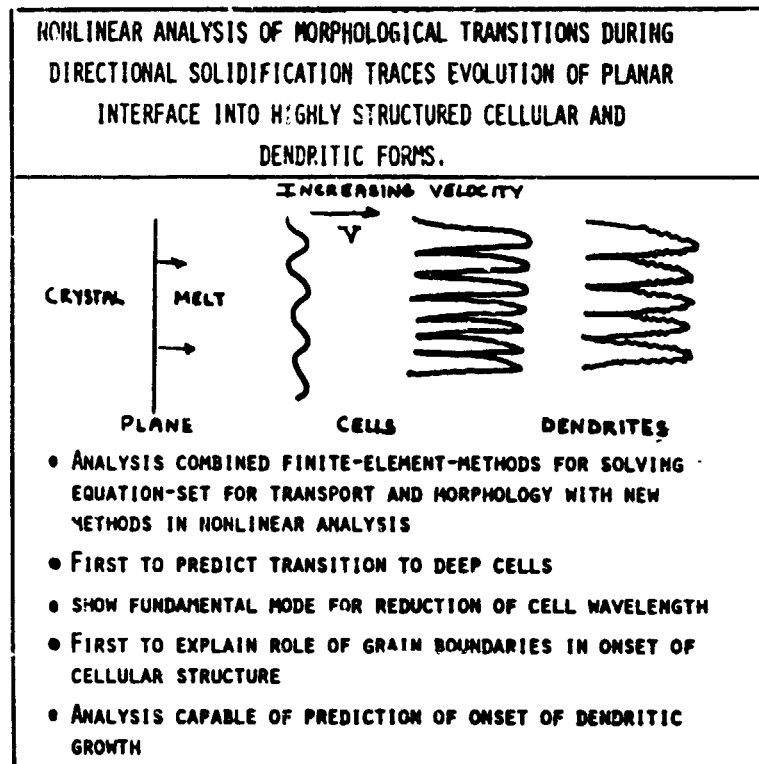 NONLINEAR ANALYSIS OF MORPHOLOGICAL TRANSITIONS DURING
DIRECTIONAL SOLIDIFICATION TRACES EVOLUTION OF PLANAR
INTERFACE INTO HIGHLY STRUCTURED CELLULAR AND
DENDRITIC FORMS.
INCREASING VELOCITY
V
CRYSTAL MELT
PLANE CELLS DENDRITES
• ANALYSIS COMBINED FINITE-ELEMENT-METHODS FOR SOLVING
EQUATION-SET FOR TRANSPORT AND MORPHOLOGY WITH NEW
METHODS IN NONLINEAR ANALYSIS
• FIRST TO PREDICT TRANSITION TO DEEP CELLS
• SHOW FUNDAMENTAL MODE FOR REDUCTION OF CELL WAVELENGTH
• FIRST TO EXPLAIN ROLE OF GRAIN BOUNDARIES IN ONSET OF
CELLULAR STRUCTURE
• ANALYSIS CAPABLE OF PREDICTION OF ONSET OF DENDRITIC
GROWTH